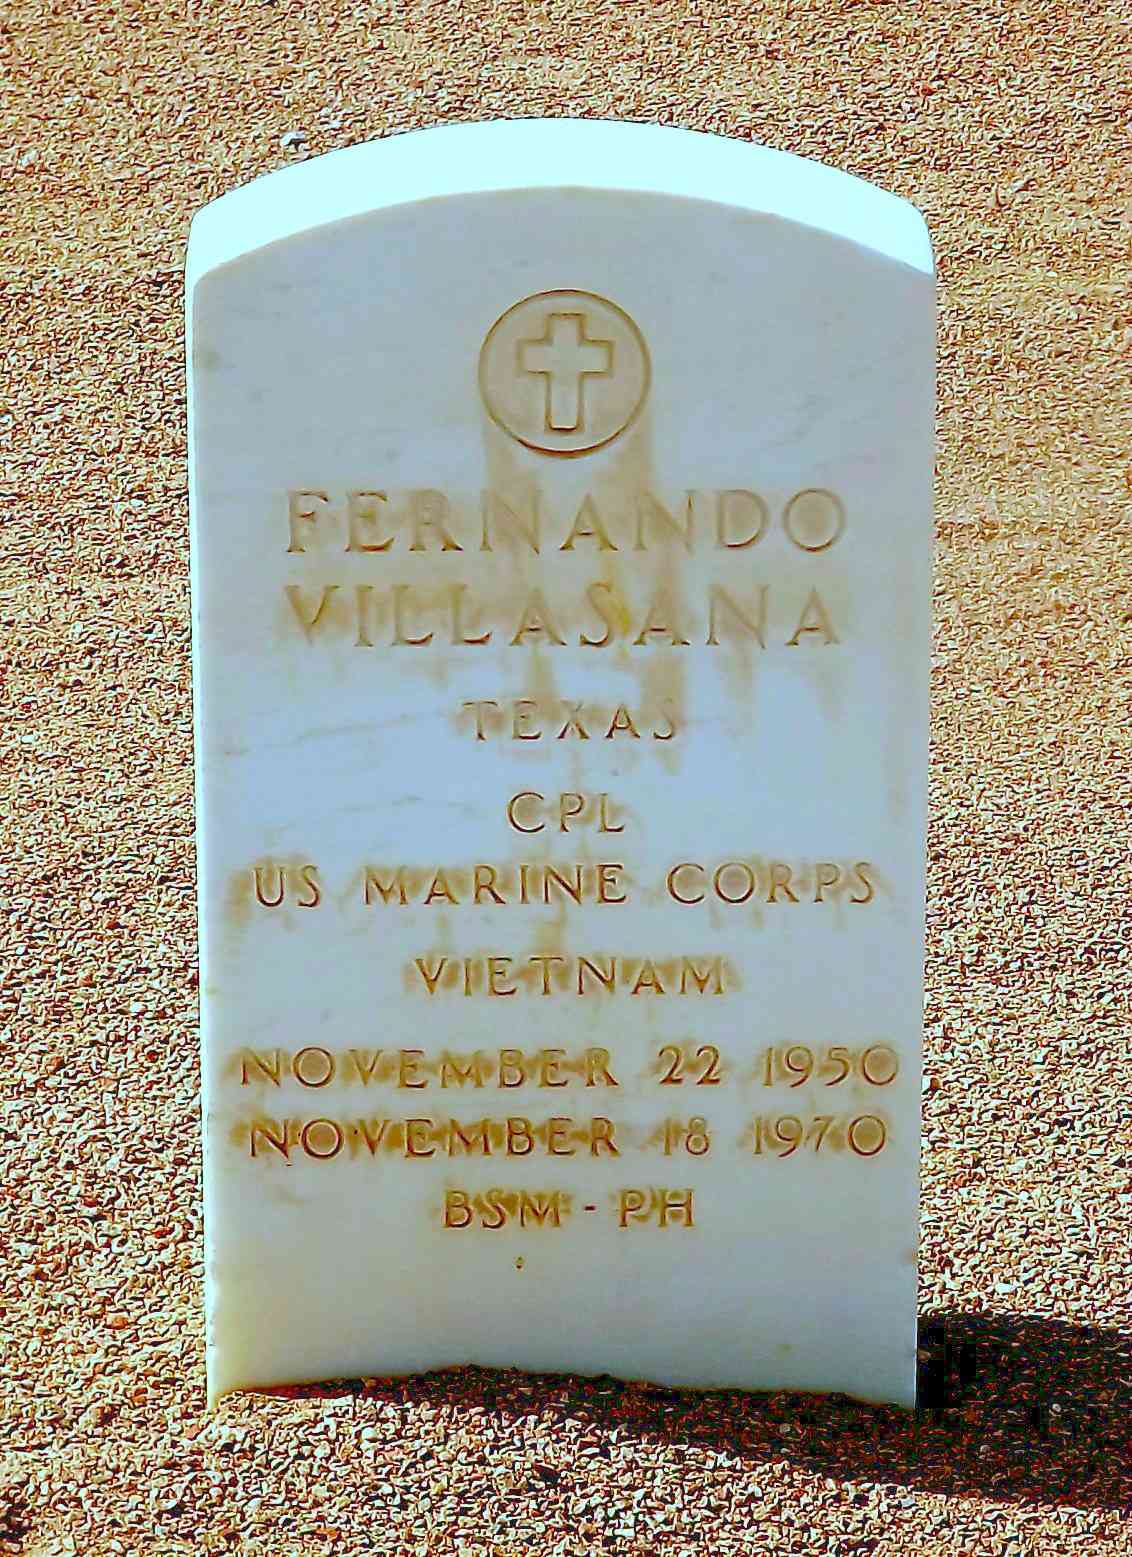 FERNANDO
VILLASANA
TEXAS
CPL
US MARINE CORPS
VIETNAM
NOVEMBER 22 1950
NOVEMBER 18 1970
BSM - PH